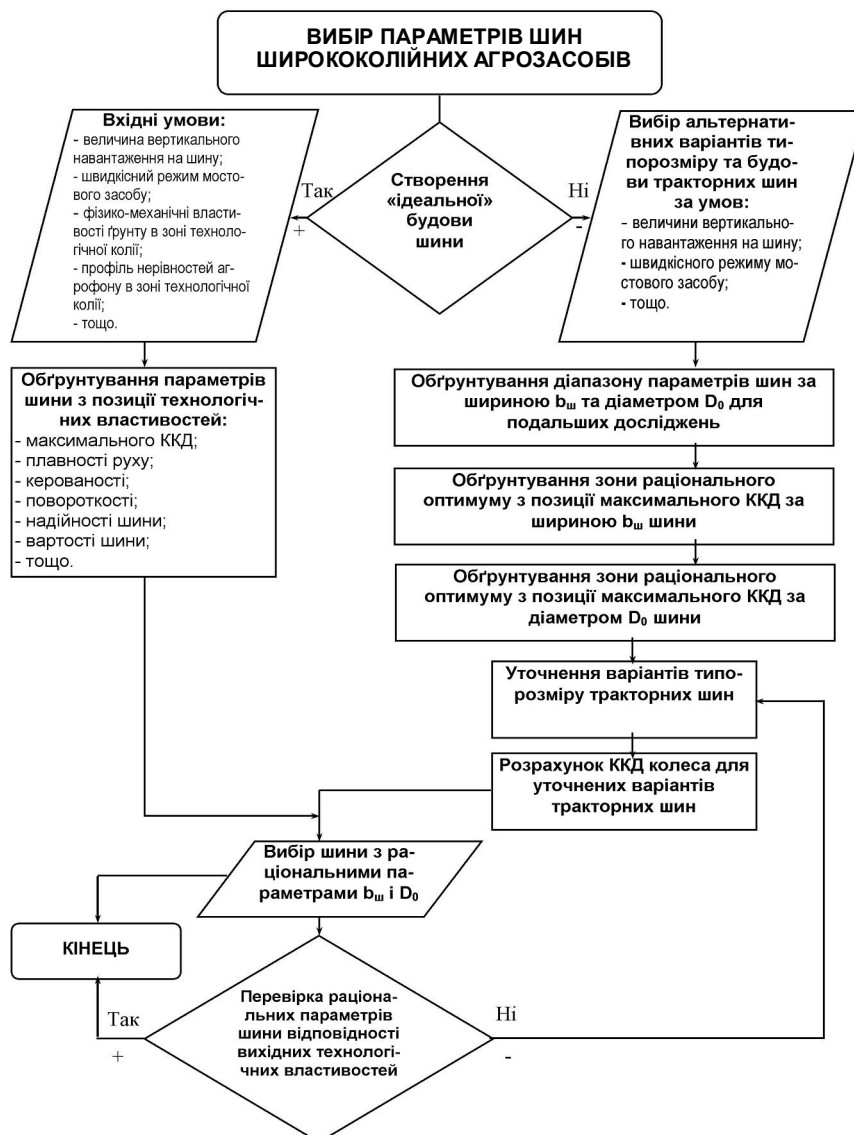 ВИБІР ПАРАМЕТРІВ ШИН
ШИРОКОКОЛІЙНИХ АГРОЗАСОБІВ
Вхідні умови:
- величина вертикального
навантаження на шину;
- швидкісний режим мосто-
вого засобу;
- фізико-механічні власти-
вості ґрунту в зоні техноло-
гічної колії;
- профіль нерівностей аг-
рофону в зоні технологічної
колії;
- тощо.
Так
+
Створення
«ідеальної»
будови
шини
Ні
-
Вибір альтернати-
вних варіантів ти-
порозміру та будо-
ви тракторних шин
за умов:
- величини вертикально-
го навантаження на шину;
- швидкісного режиму мо-
стового засобу;
- тощо.
Обґрунтування параметрів
шини з позиції технологіч-
них властивостей:
- максимального ККД;
- плавності руху;
- керованості;
- повороткості;
- надійності шини;
- вартості шини;
- тощо.
Обґрунтування діапазону параметрів шин за
шириною bш та діаметром D0 для
подальших досліджень
Обґрунтування зони раціонального
оптимуму з позиції максимального ККД за
шириною bш шини
Обґрунтування зони раціонального
оптимуму з позиції максимального ККД за
діаметром D0 шини
Уточнення варіантів типо-
розміру тракторних шин
Розрахунок ККД колеса для
уточнених варіантів
тракторних шин
Вибір шини з ра-
ціональними па-
раметрами bш і D0
КІНЕЦЬ
Так
+
Перевірка раціона-
льних параметрів
шини відповідності
вихідних технологі-
чних властивостей
Ні
-